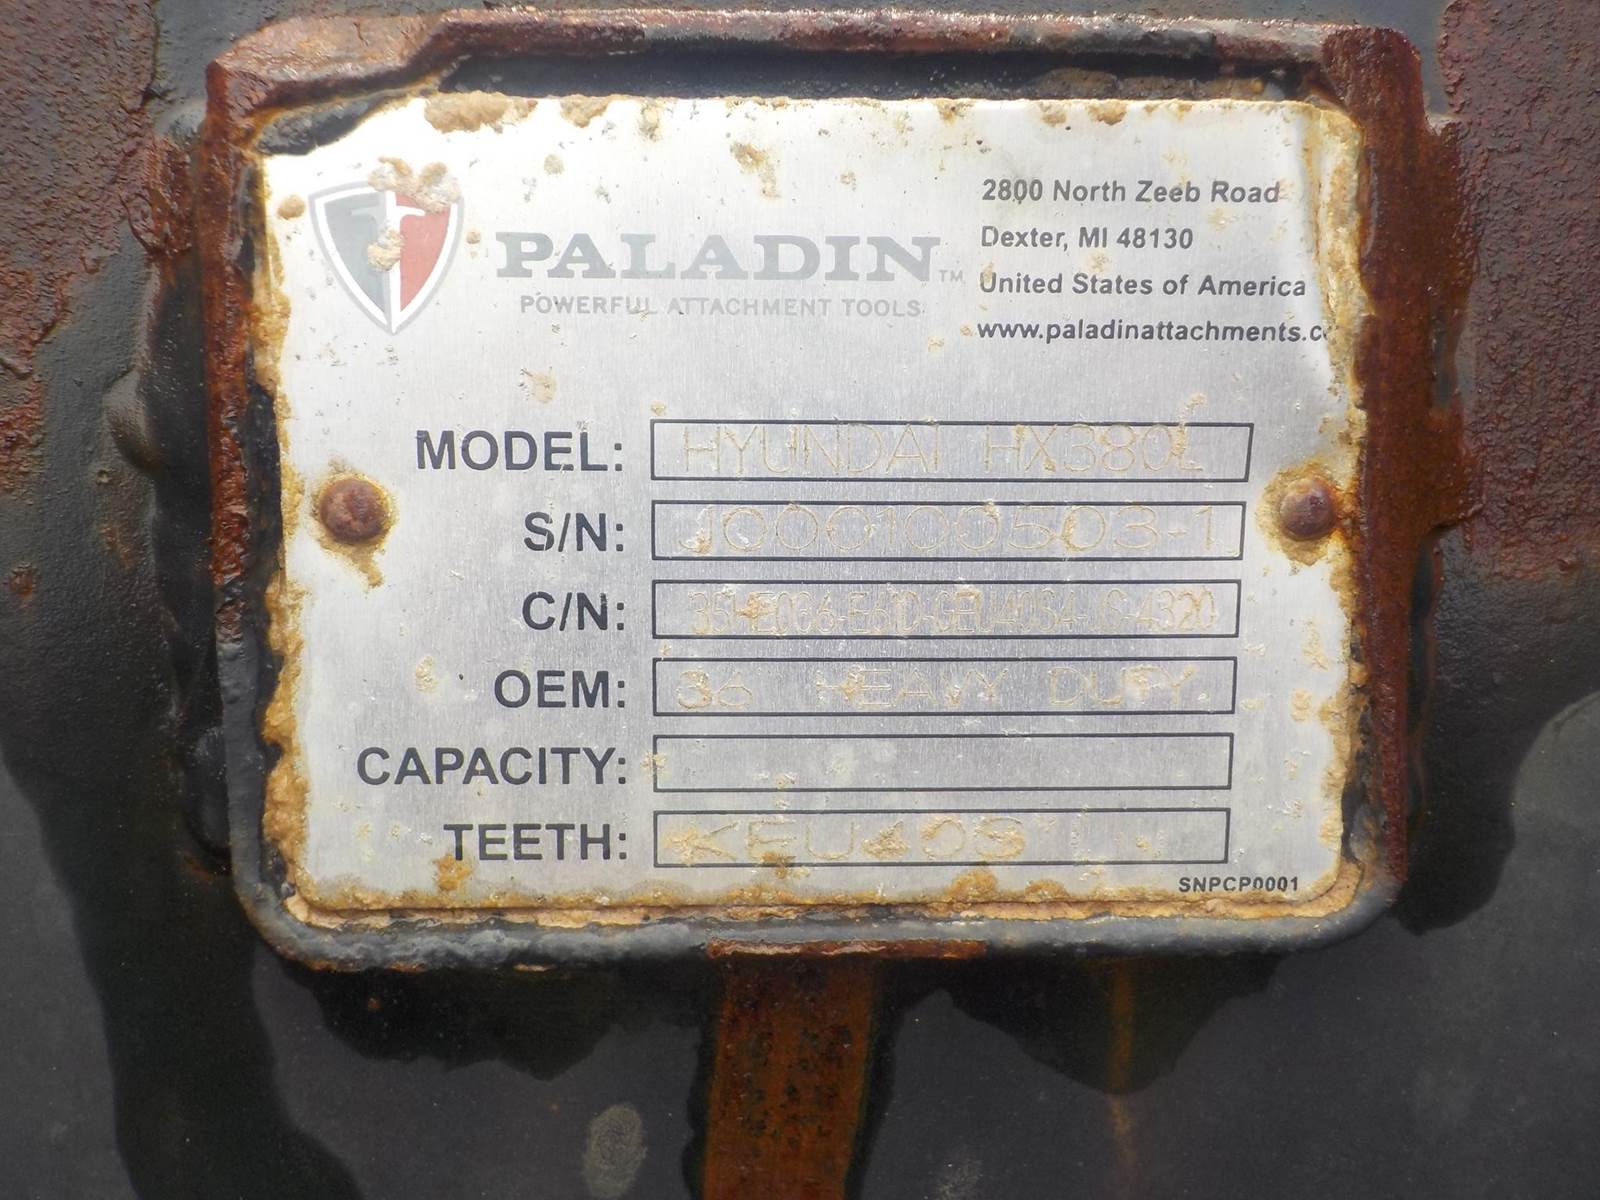 PALADIN™
POWERFUL ATTACHMENT TOOLS
2800 North Zeeb Road
Dexter, MI 48130
United States of America
www.paladinattachments.c
MODEL: HYUNDAI HX380L
S/N: J000100503-1
C/N:
OEM: 36 HEAVY DUTY
CAPACITY:
TEETH:
SNPCP0001